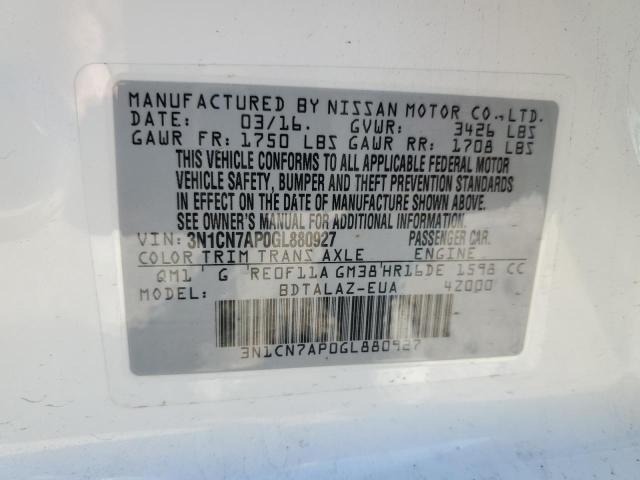 MANUFACTURED BY NISSAN MOTOR CO.,LTD.
DATE: 03/16. GVWR: 3426 LBS
GAWR FR: 1750 LBS GAWR RR: 1708 LBS
THIS VEHICLE CONFORMS TO ALL APPLICABLE FEDERAL MOTOR
VEHICLE SAFETY, BUMPER AND THEFT PREVENTION STANDARDS
IN EFFECT ON THE DATE OF MANUFACTURE SHOWN ABOVE.
SEE OWNER'S MANUAL FOR ADDITIONAL INFORMATION
VIN: 3N1CN7AP0GL880927 PASSENGER CAR.
COLOR TRIM TRANS AXLE ENGINE
QM1 G RE0F11A GM38 HR16DE 1598 CC
MODEL: BDTALAZ-EUA 42000
3N1CN7AP0GL880927